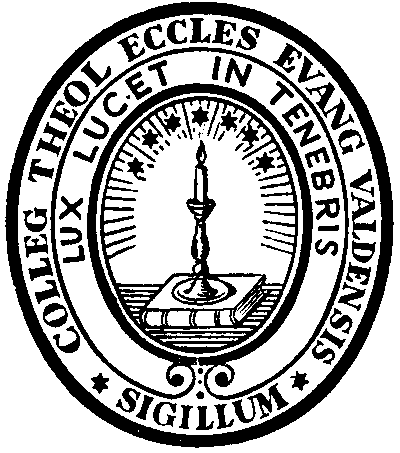 COLLEG THEOL ECCLES EVANG VALDENSIS
SIGILLUM
LUX LUCET IN TENEBRIS